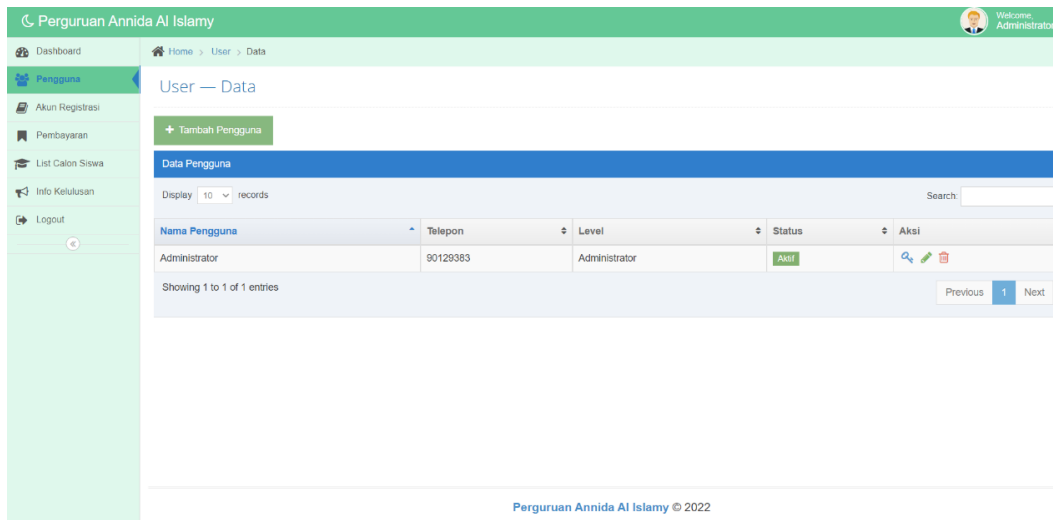 Perguruan Annida Al Islamy
Welcome,
Administrator
Dashboard
Home > User > Data
Pengguna
Akun Registrasi
Pembayaran
List Calon Siswa
Info Kelulusan
Logout
User — Data
+ Tambah Pengguna
Data Pengguna
Display 10 records
Search:
Nama Pengguna Telepon Level Status Aksi
Administrator 90129383 Administrator Aktif
Showing 1 to 1 of 1 entries
Previous 1 Next
Perguruan Annida Al Islamy © 2022